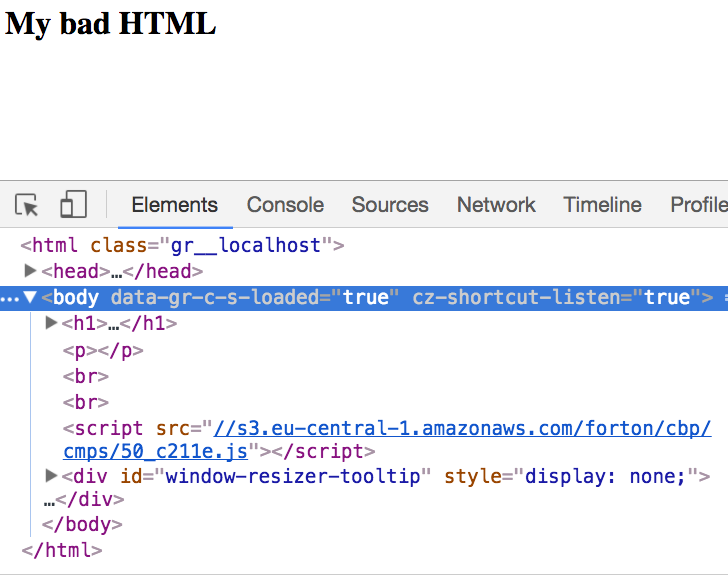 My bad HTML
Elements Console Sources Network Timeline Profile
<html class="gr__localhost">
▶<head>…</head>
…▼<body data-gr-c-s-loaded="true" cz-shortcut-listen="true"> =
▶<h1>…</h1>
<p></p>
<br>
<br>
<script src="//s3.eu-central-1.amazonaws.com/forton/cbp/
cmps/50_c211e.js"></script>
▶<div id="window-resizer-tooltip" style="display: none;">
…</div>
</body>
</html>